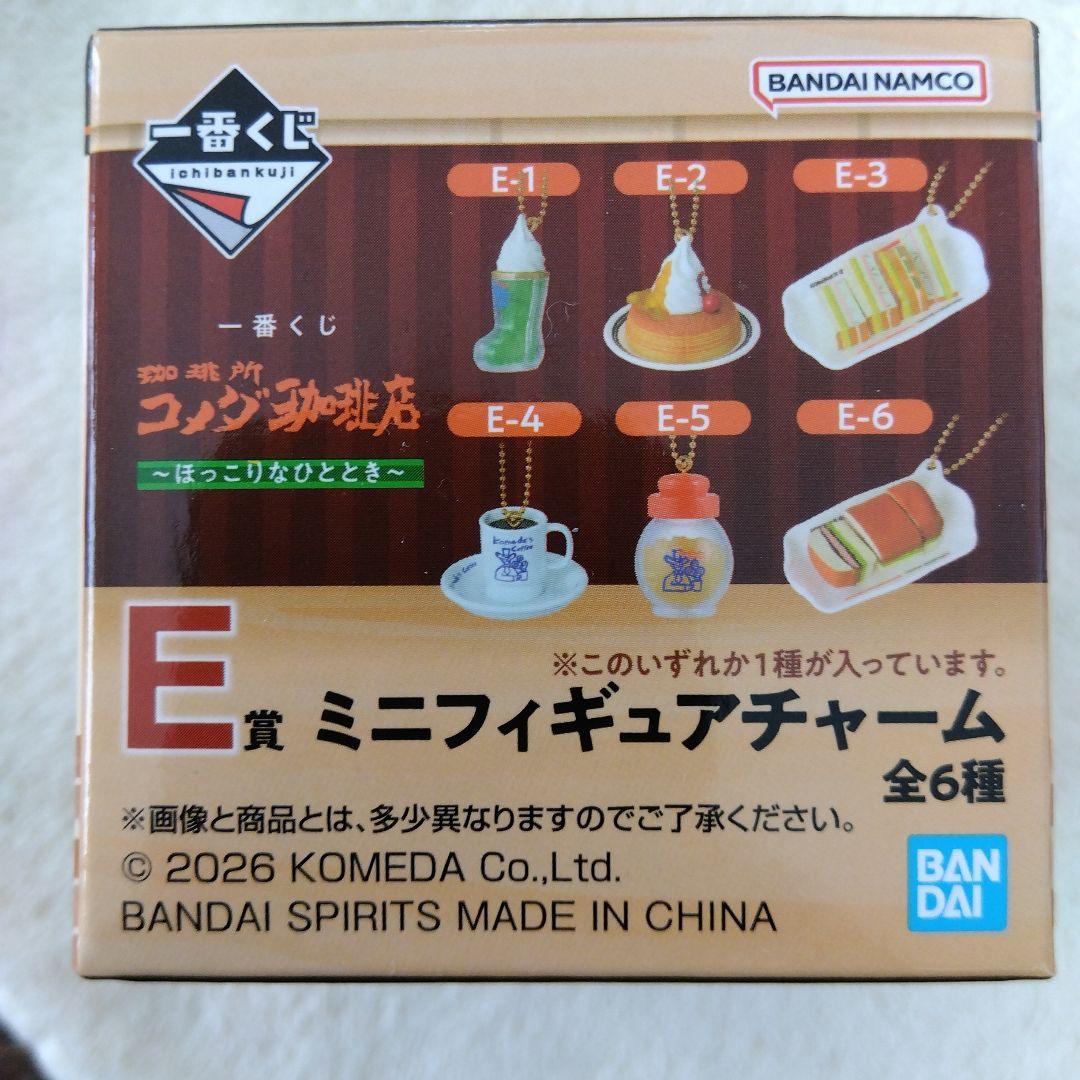 一番くじ
ichibankuji
BANDAI NAMCO
E-1
E-2
E-3
一番くじ
珈琲所
コメダ珈琲店
～ほっこりなひととき～
E-4
E-5
E-6
Komeda's
Coffee
※このいずれか1種が入っています。
E賞 ミニフィギュアチャーム
全6種
※画像と商品とは、多少異なりますのでご了承ください。
© 2026 KOMEDA Co.,Ltd.
BANDAI SPIRITS MADE IN CHINA
BAN
DAI